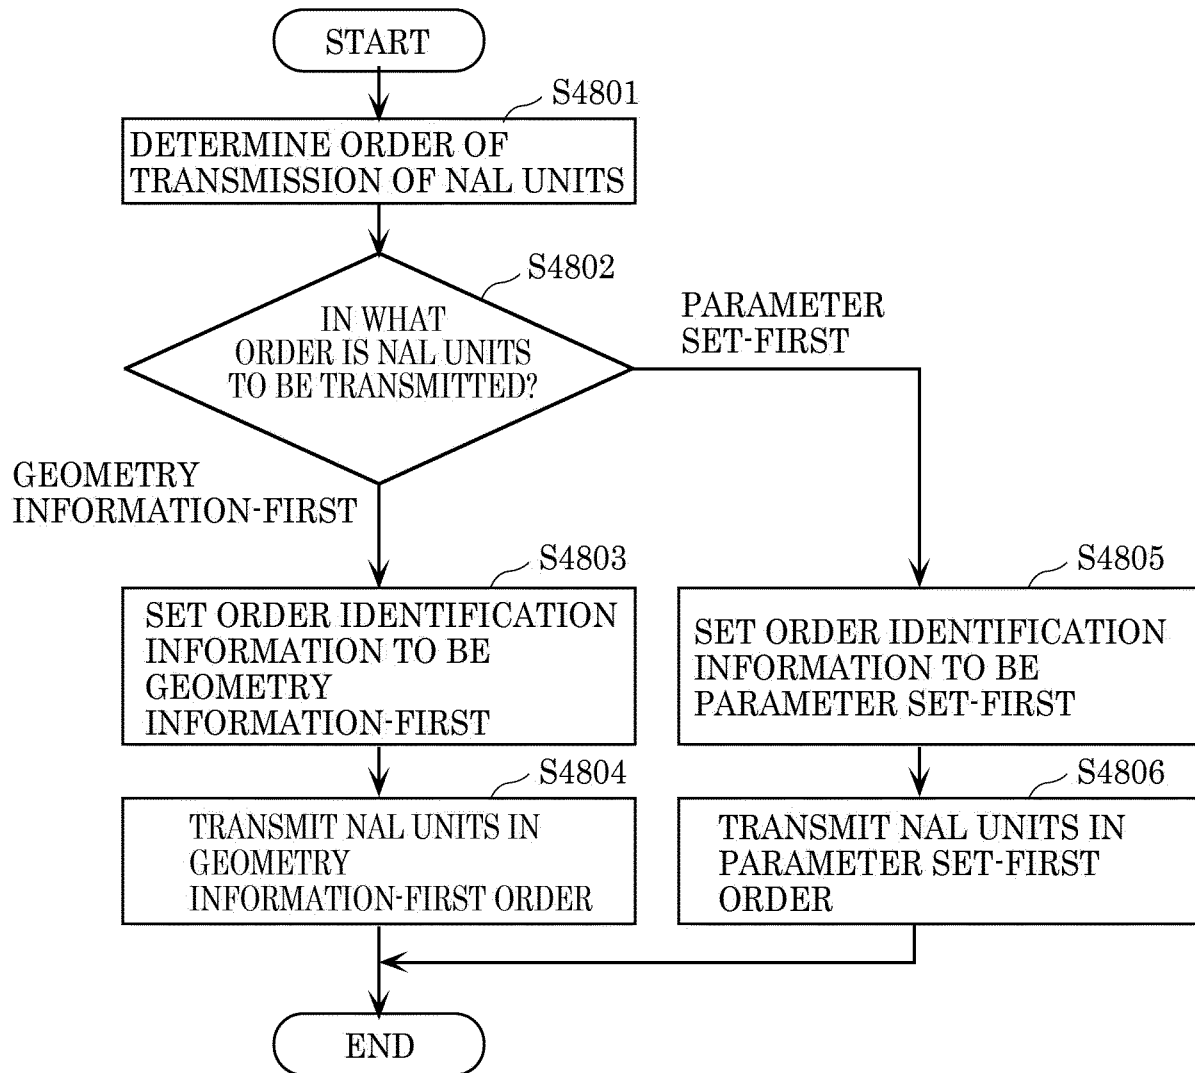 START
S4801
DETERMINE ORDER OF
TRANSMISSION OF NAL UNITS
S4802
IN WHAT
ORDER IS NAL UNITS
TO BE TRANSMITTED?
PARAMETER
SET-FIRST
GEOMETRY
INFORMATION-FIRST
S4803
SET ORDER IDENTIFICATION
INFORMATION TO BE
GEOMETRY
INFORMATION-FIRST
S4805
SET ORDER IDENTIFICATION
INFORMATION TO BE
PARAMETER SET-FIRST
S4804
TRANSMIT NAL UNITS IN
GEOMETRY
INFORMATION-FIRST ORDER
S4806
TRANSMIT NAL UNITS IN
PARAMETER SET-FIRST
ORDER
END